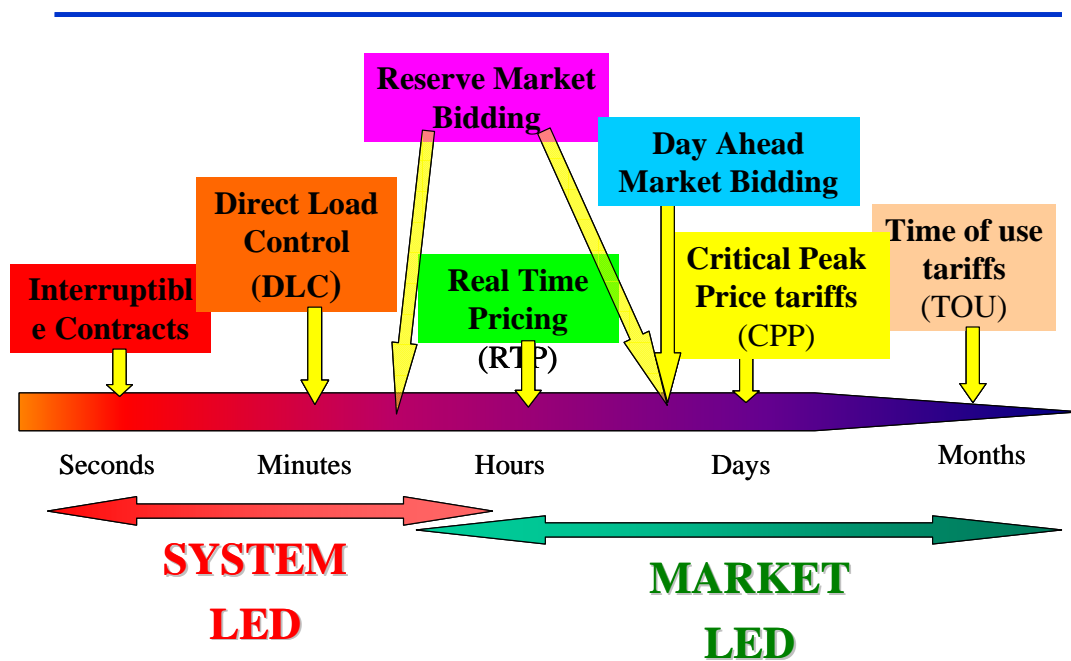 Reserve Market
Bidding
Day Ahead
Market Bidding
Direct Load
Control
(DLC)
Time of use
tariffs
(TOU)
Critical Peak
Price tariffs
(CPP)
Interruptibl
e Contracts
Real Time
Pricing
(RTP)
Seconds
Minutes
Hours
Days
Months
SYSTEM
LED
MARKET
LED